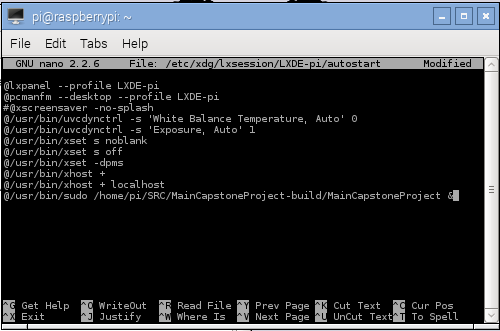 pi@raspberrypi: ~
File Edit Tabs Help
GNU nano 2.2.6 File: /etc/xdg/lxsession/LXDE-pi/autostart Modified
@lxpanel --profile LXDE-pi
@pcmanfm --desktop --profile LXDE-pi
#@xscreensaver -no-splash
@/usr/bin/uvcdynctrl -s 'White Balance Temperature, Auto' 0
@/usr/bin/uvcdynctrl -s 'Exposure, Auto' 1
@/usr/bin/xset s noblank
@/usr/bin/xset s off
@/usr/bin/xset -dpms
@/usr/bin/xhost +
@/usr/bin/xhost + localhost
@/usr/bin/sudo /home/pi/SRC/MainCapstoneProject-build/MainCapstoneProject &
^G Get Help ^O WriteOut ^R Read File ^Y Prev Page ^K Cut Text ^C Cur Pos
^X Exit ^J Justify ^W Where Is ^V Next Page ^U UnCut Text ^T To Spell